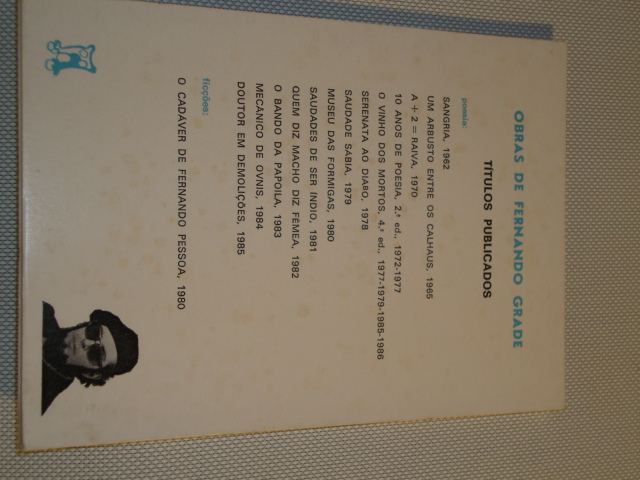 OBRAS DE FERNANDO GRADE
TÍTULOS PUBLICADOS
poesia:
SANGRIA, 1962
UM ARBUSTO ENTRE OS CALHAUS, 1965
A + 2 = RAIVA, 1970
10 ANOS DE POESIA, 2.ª ed., 1972-1977
O VINHO DOS MORTOS, 4.ª ed., 1977-1979-1985-1986
SERENATA AO DIABO, 1978
SAUDADE SÁBIA, 1979
MUSEU DAS FORMIGAS, 1980
SAUDADES DE SER ÍNDIO, 1981
QUEM DIZ MACHO DIZ FÊMEA, 1982
O BANDO DA PAPOILA, 1983
MECÂNICO DE OVNIS, 1984
DOUTOR EM DEMOLIÇÕES, 1985
ficções:
O CADÁVER DE FERNANDO PESSOA, 1980